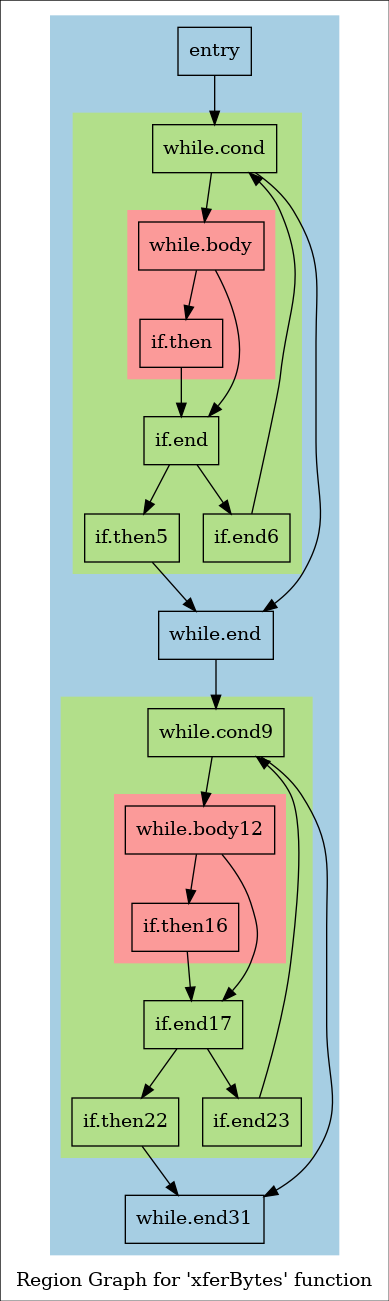 entry
while.cond
while.body
if.then
if.end
if.then5 if.end6
while.end
while.cond9
while.body12
if.then16
if.end17
if.then22 if.end23
while.end31
Region Graph for 'xferBytes' function